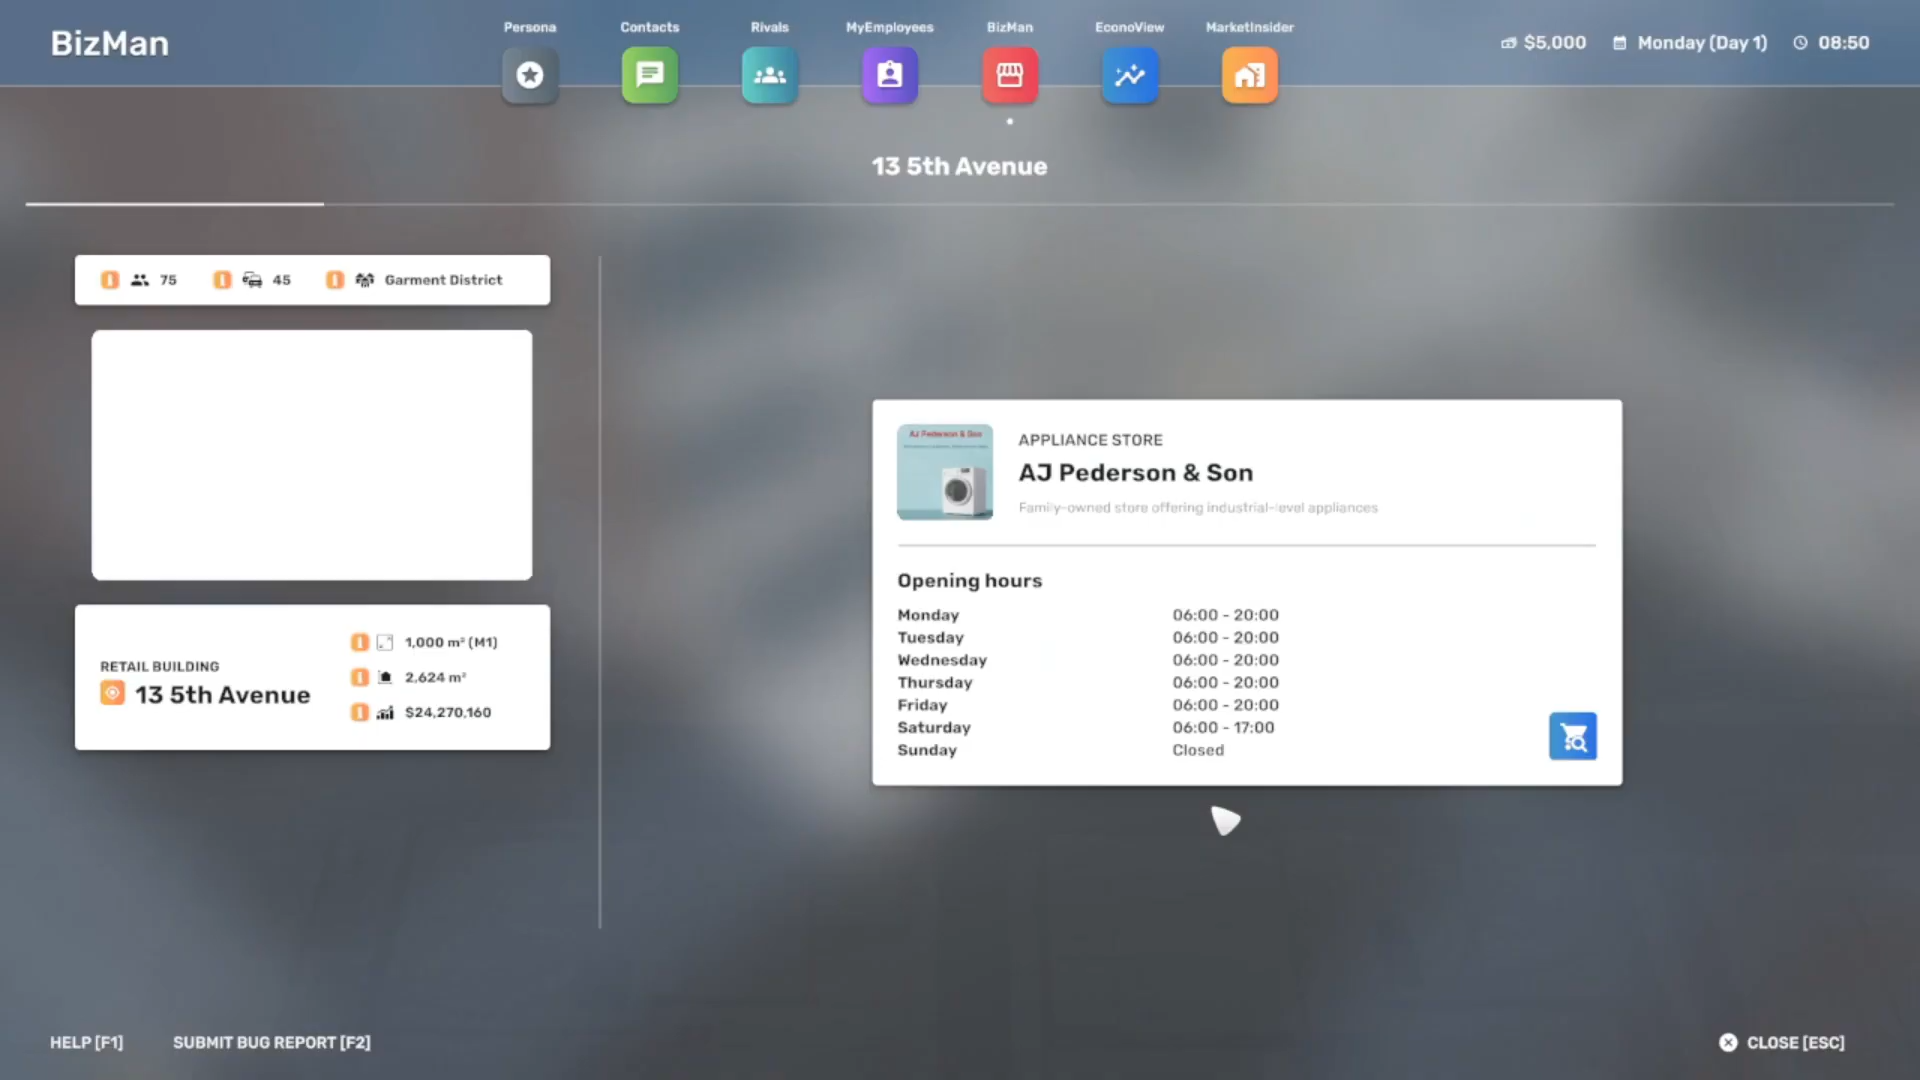 BizMan
Persona
Contacts
Rivals
MyEmployees
BizMan
EconoView
MarketInsider
$5,000
Monday (Day 1)
08:50
13 5th Avenue
75
45
Garment District
RETAIL BUILDING
13 5th Avenue
1,000 m² (M1)
2,624 m²
$24,270,160
AJ Pederson & Son
APPLIANCE STORE
AJ Pederson & Son
Family-owned store offering industrial-level appliances
Opening hours
Monday 06:00 - 20:00
Tuesday 06:00 - 20:00
Wednesday 06:00 - 20:00
Thursday 06:00 - 20:00
Friday 06:00 - 20:00
Saturday 06:00 - 17:00
Sunday Closed
HELP [F1]
SUBMIT BUG REPORT [F2]
CLOSE [ESC]